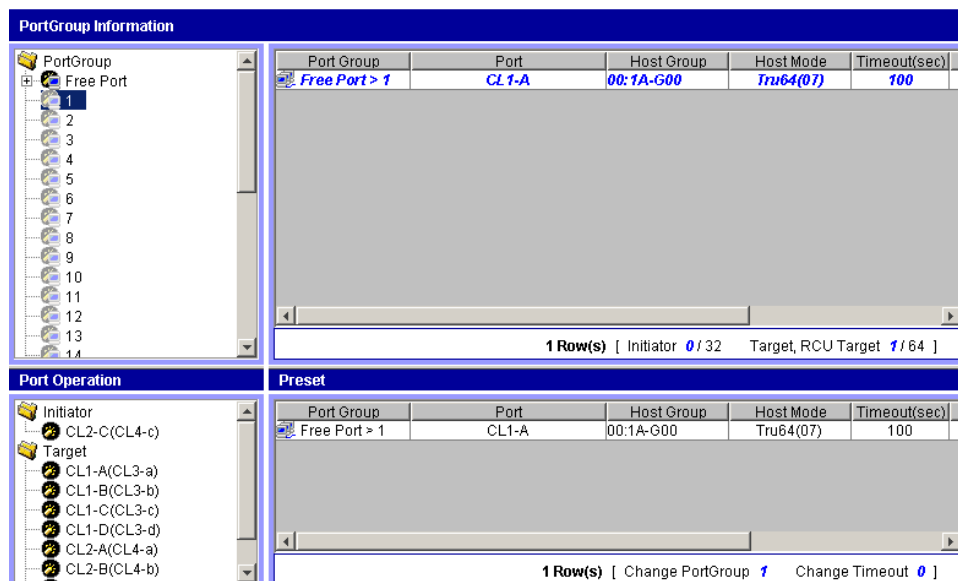 PortGroup Information
PortGroup
Free Port
1
2
3
4
5
6
7
8
9
10
11
12
13
14
Port Group Port Host Group Host Mode Timeout(sec)
Free Port > 1 CL1-A 00:1A-G00 Tru64(07) 100
1 Row(s) [ Initiator 0 / 32 Target, RCU Target 1 / 64 ]
Port Operation
Initiator
CL2-C(CL4-c)
Target
CL1-A(CL3-a)
CL1-B(CL3-b)
CL1-C(CL3-c)
CL1-D(CL3-d)
CL2-A(CL4-a)
CL2-B(CL4-b)
Preset
Port Group Port Host Group Host Mode Timeout(sec)
Free Port > 1 CL1-A 00:1A-G00 Tru64(07) 100
1 Row(s) [ Change PortGroup 1 Change Timeout 0 ]